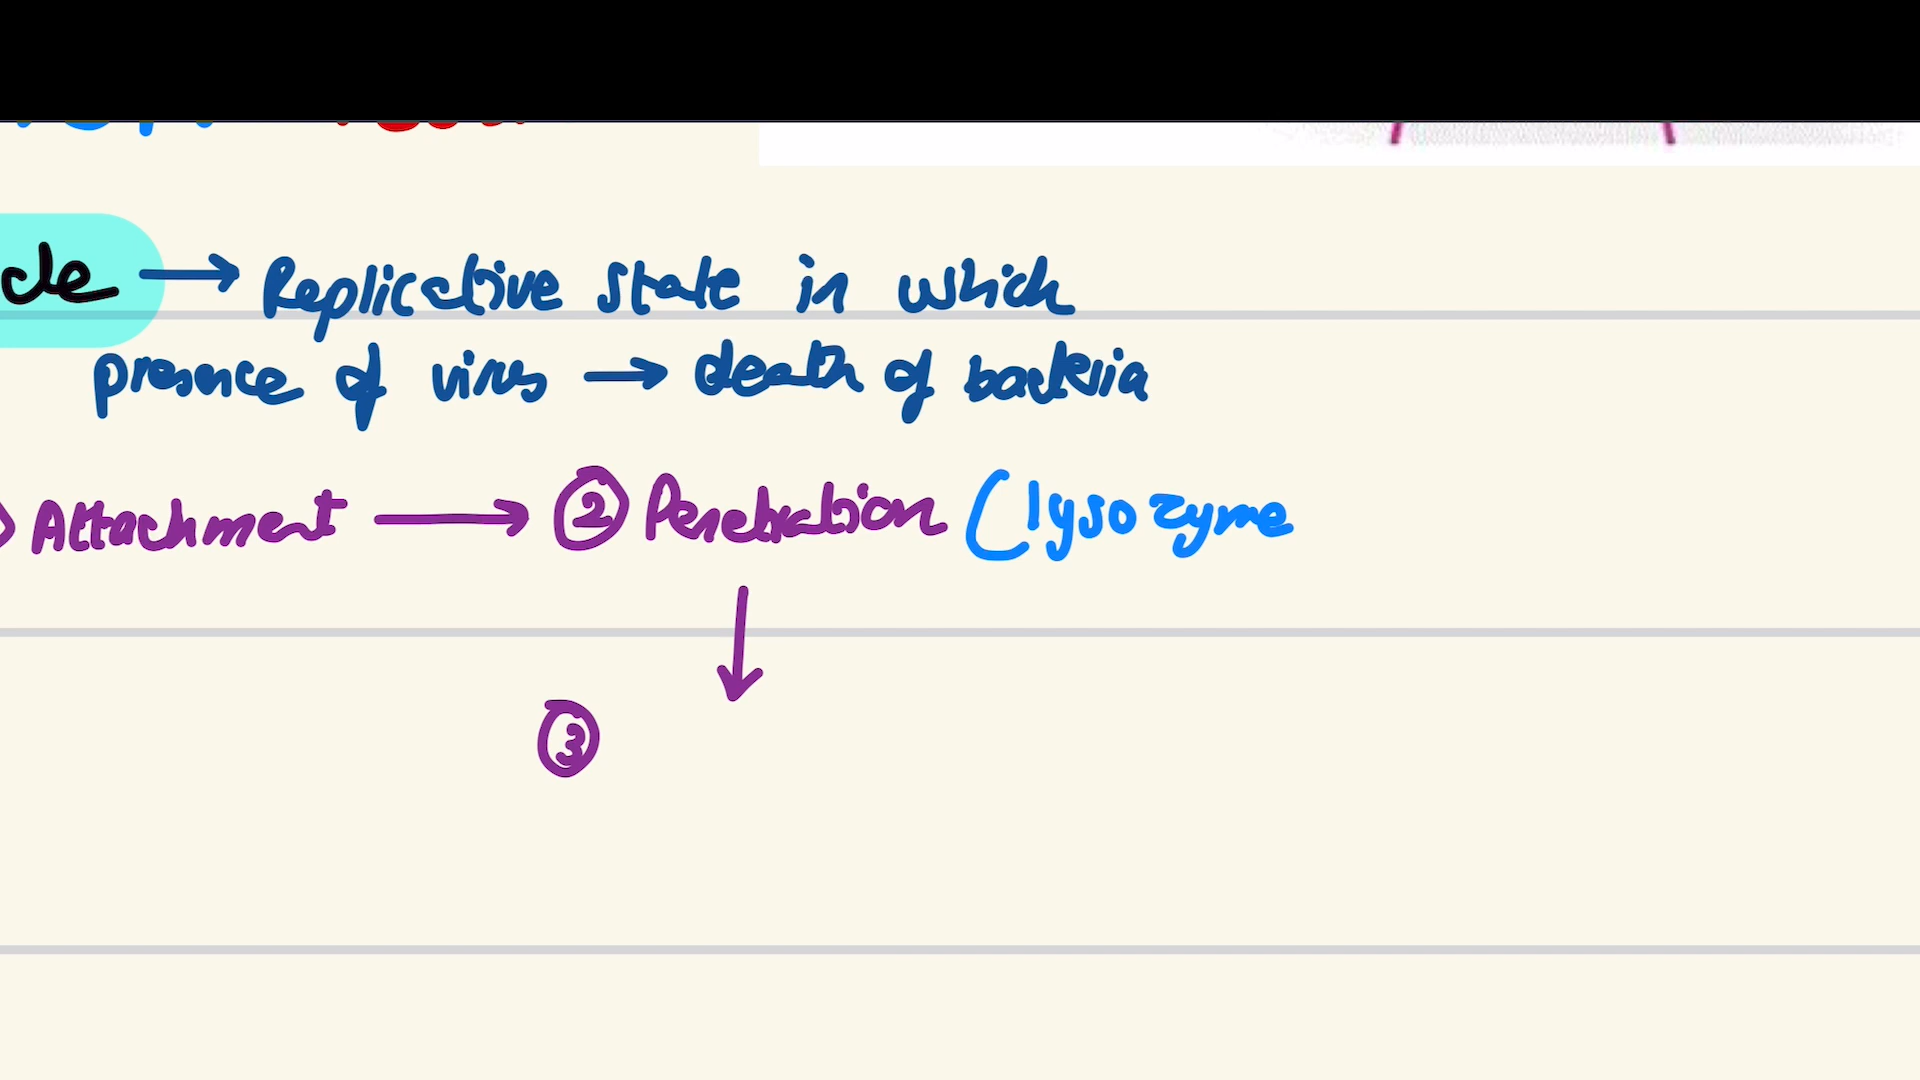 cle → Replicative state in which
presence of virus → death of bacteria
Attachment → ② Penetration (lysozyme
↓
③